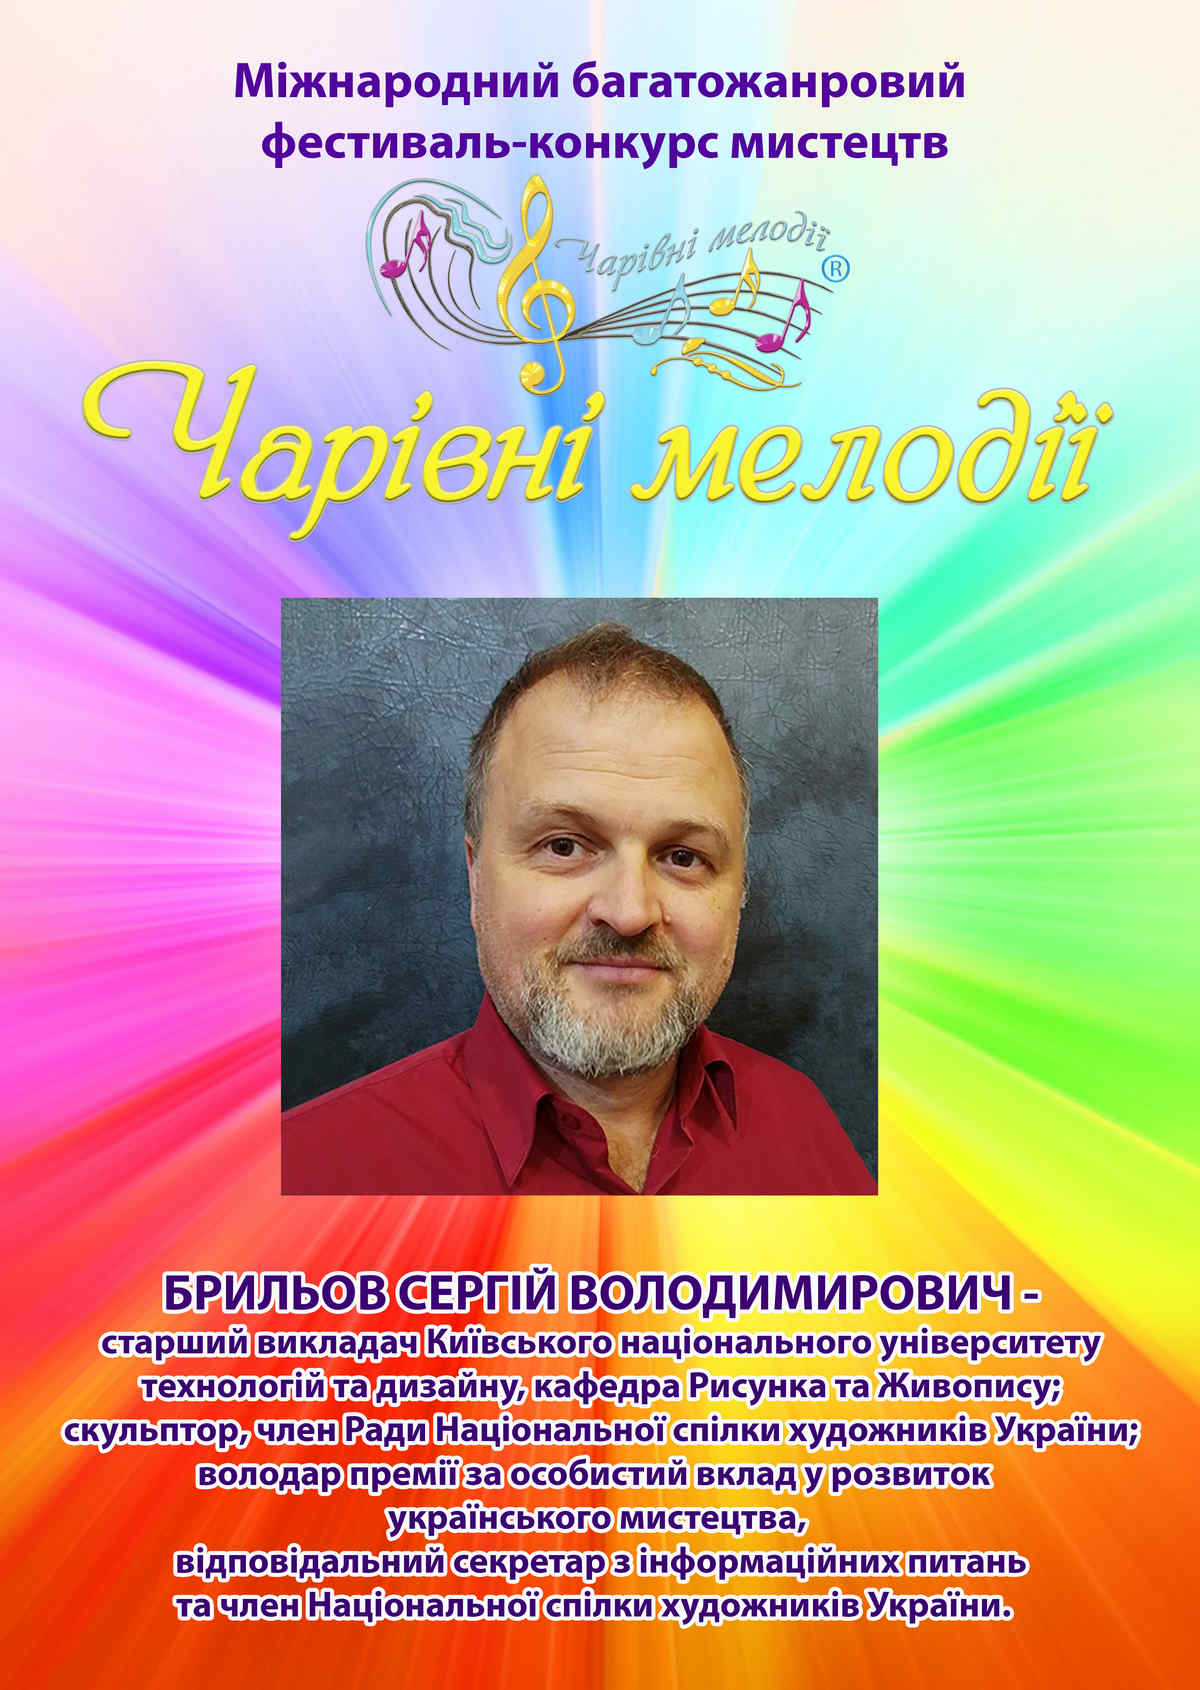 Міжнародний багатожанровий
фестиваль-конкурс мистецтв
Чарівні мелодії
®
Чарівні мелодії
БРИЛЬОВ СЕРГІЙ ВОЛОДИМИРОВИЧ -
старший викладач Київського національного університету
технологій та дизайну, кафедра Рисунка та Живопису;
скульптор, член Ради Національної спілки художників України;
володар премії за особистий вклад у розвиток
українського мистецтва,
відповідальний секретар з інформаційних питань
та член Національної спілки художників України.